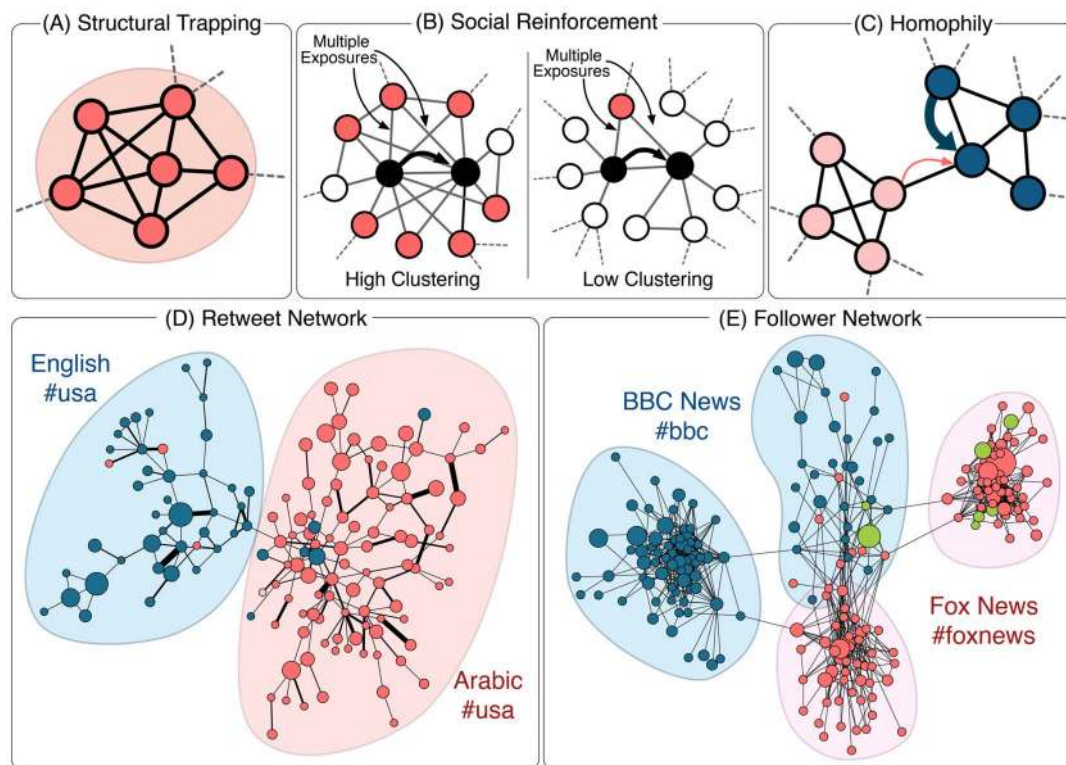 (A) Structural Trapping
(B) Social Reinforcement
Multiple
Exposures
High Clustering
Multiple
Exposures
Low Clustering
(C) Homophily
(D) Retweet Network
English
#usa
Arabic
#usa
(E) Follower Network
BBC News
#bbc
Fox News
#foxnews